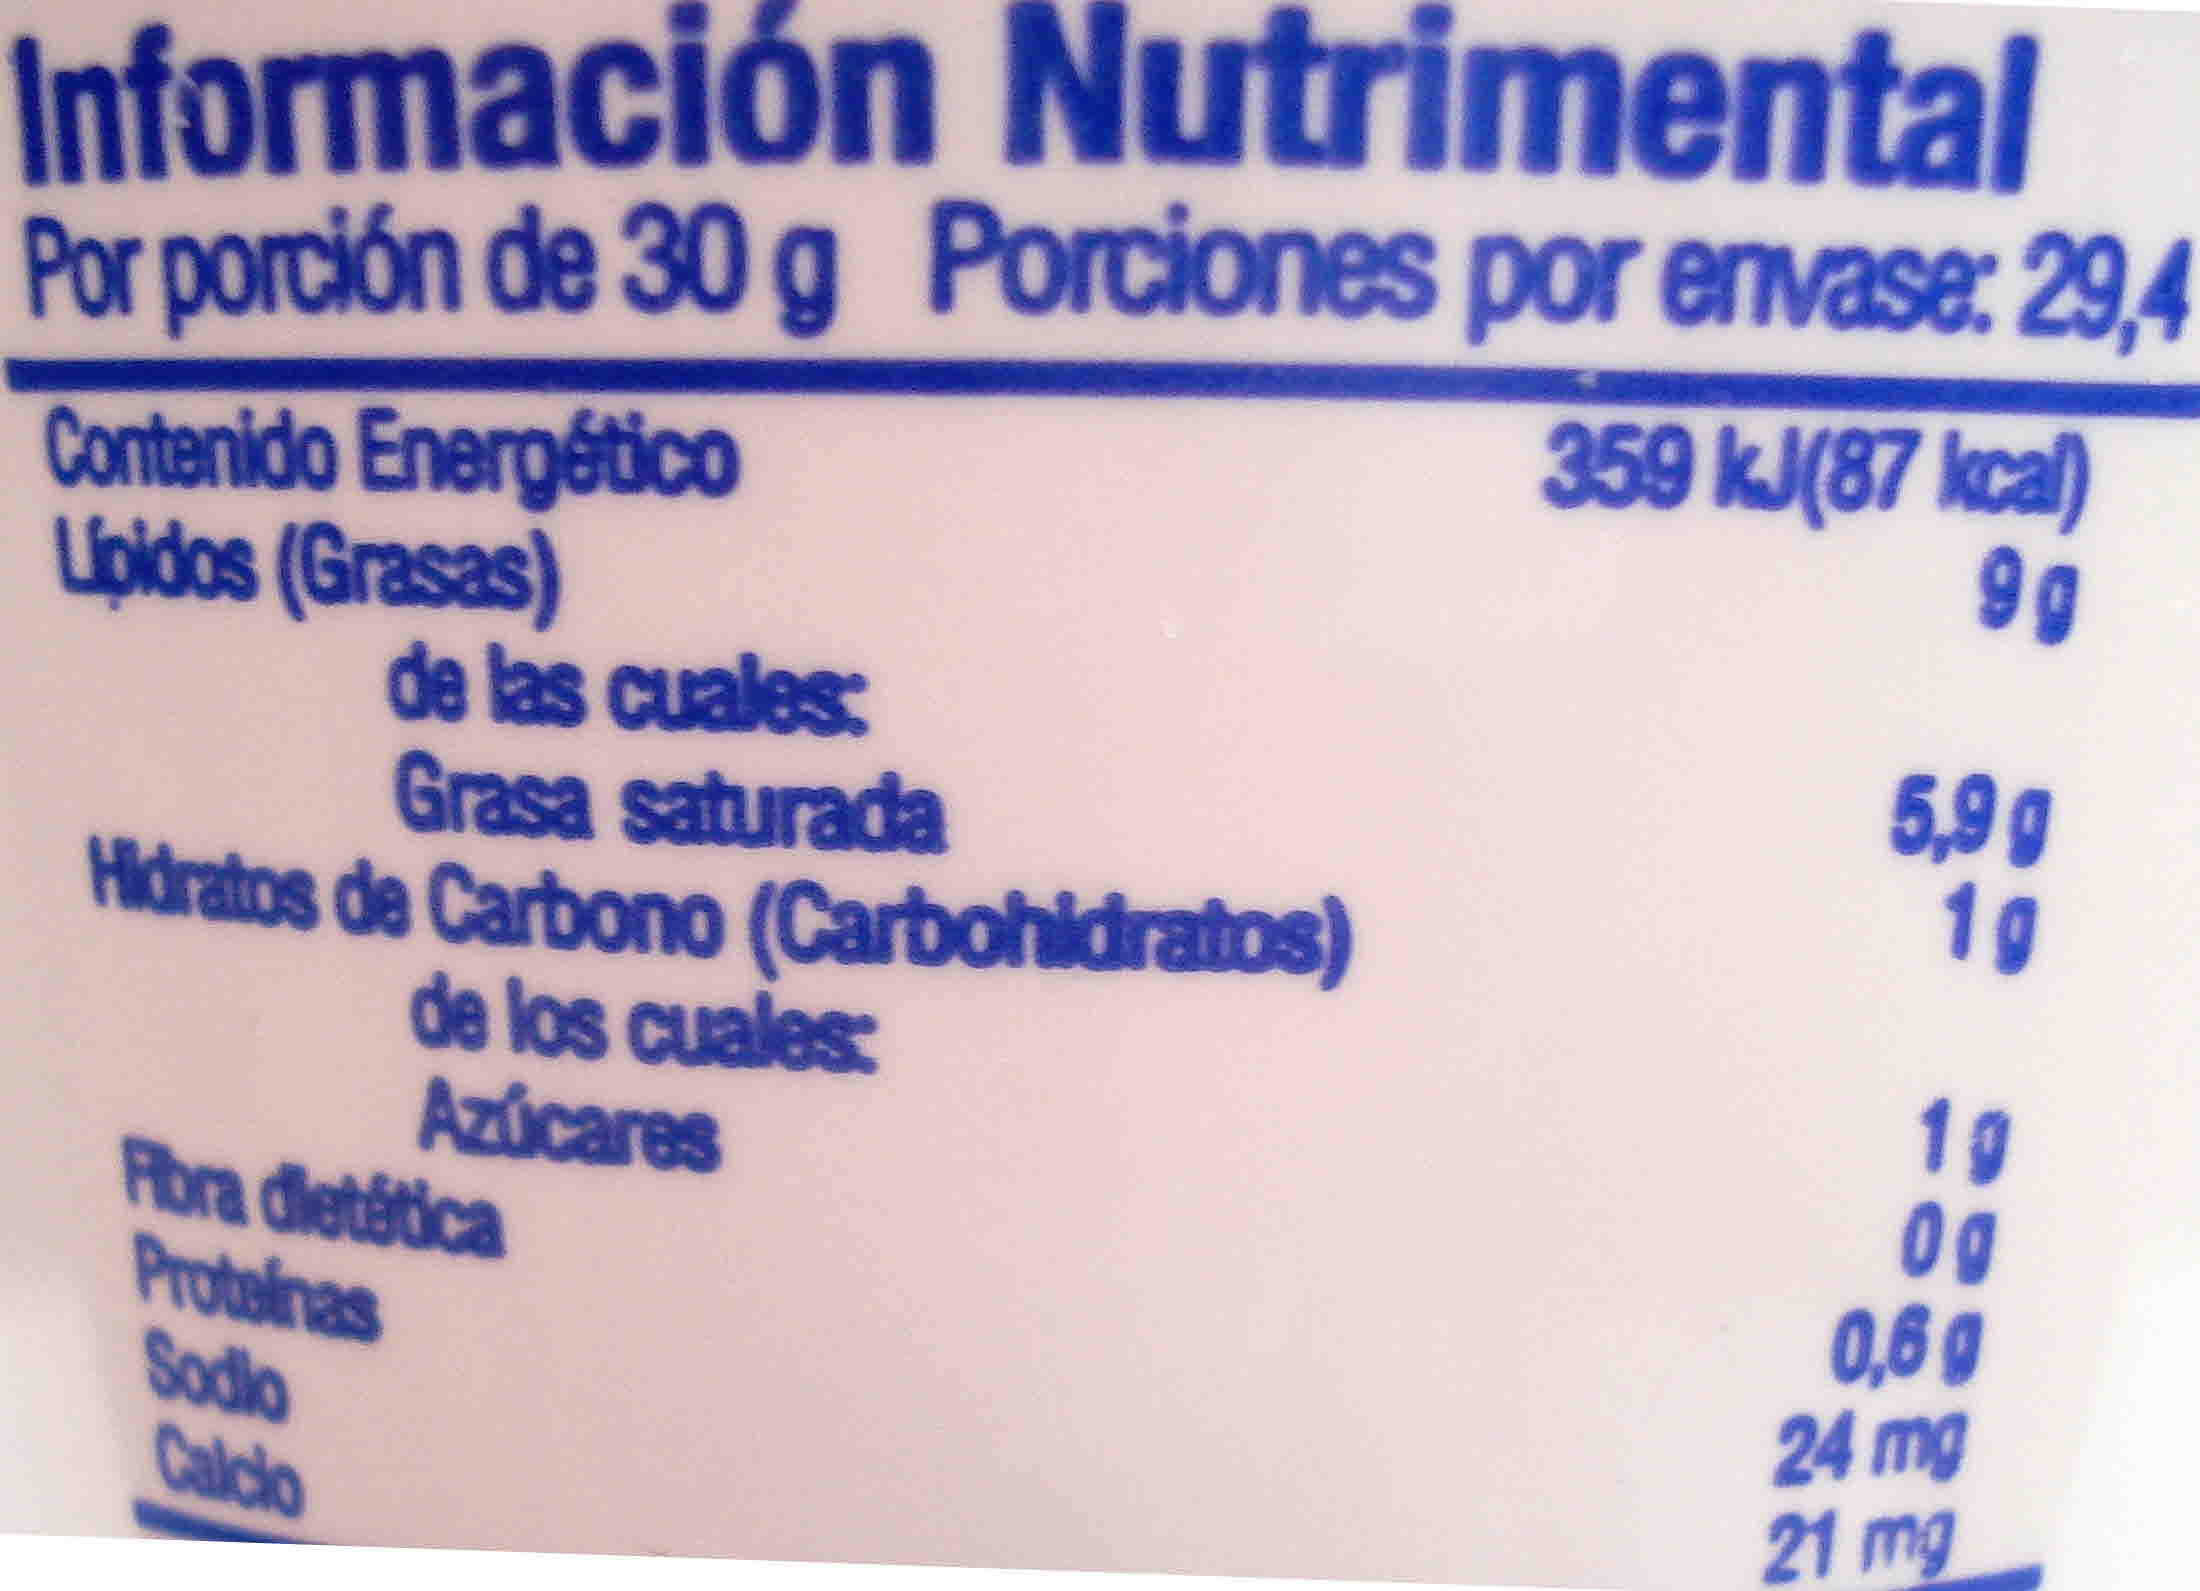 Información Nutrimental
Por porción de 30 g Porciones por envase: 29,4
Contenido Energético 359 kJ(87 kcal)
Lípidos (Grasas) 9 g
de las cuales:
Grasa saturada 5,9 g
Hidratos de Carbono (Carbohidratos) 1 g
de los cuales:
Azúcares 1 g
Fibra dietética 0 g
Proteínas 0,6 g
Sodio 24 mg
Calcio 21 mg